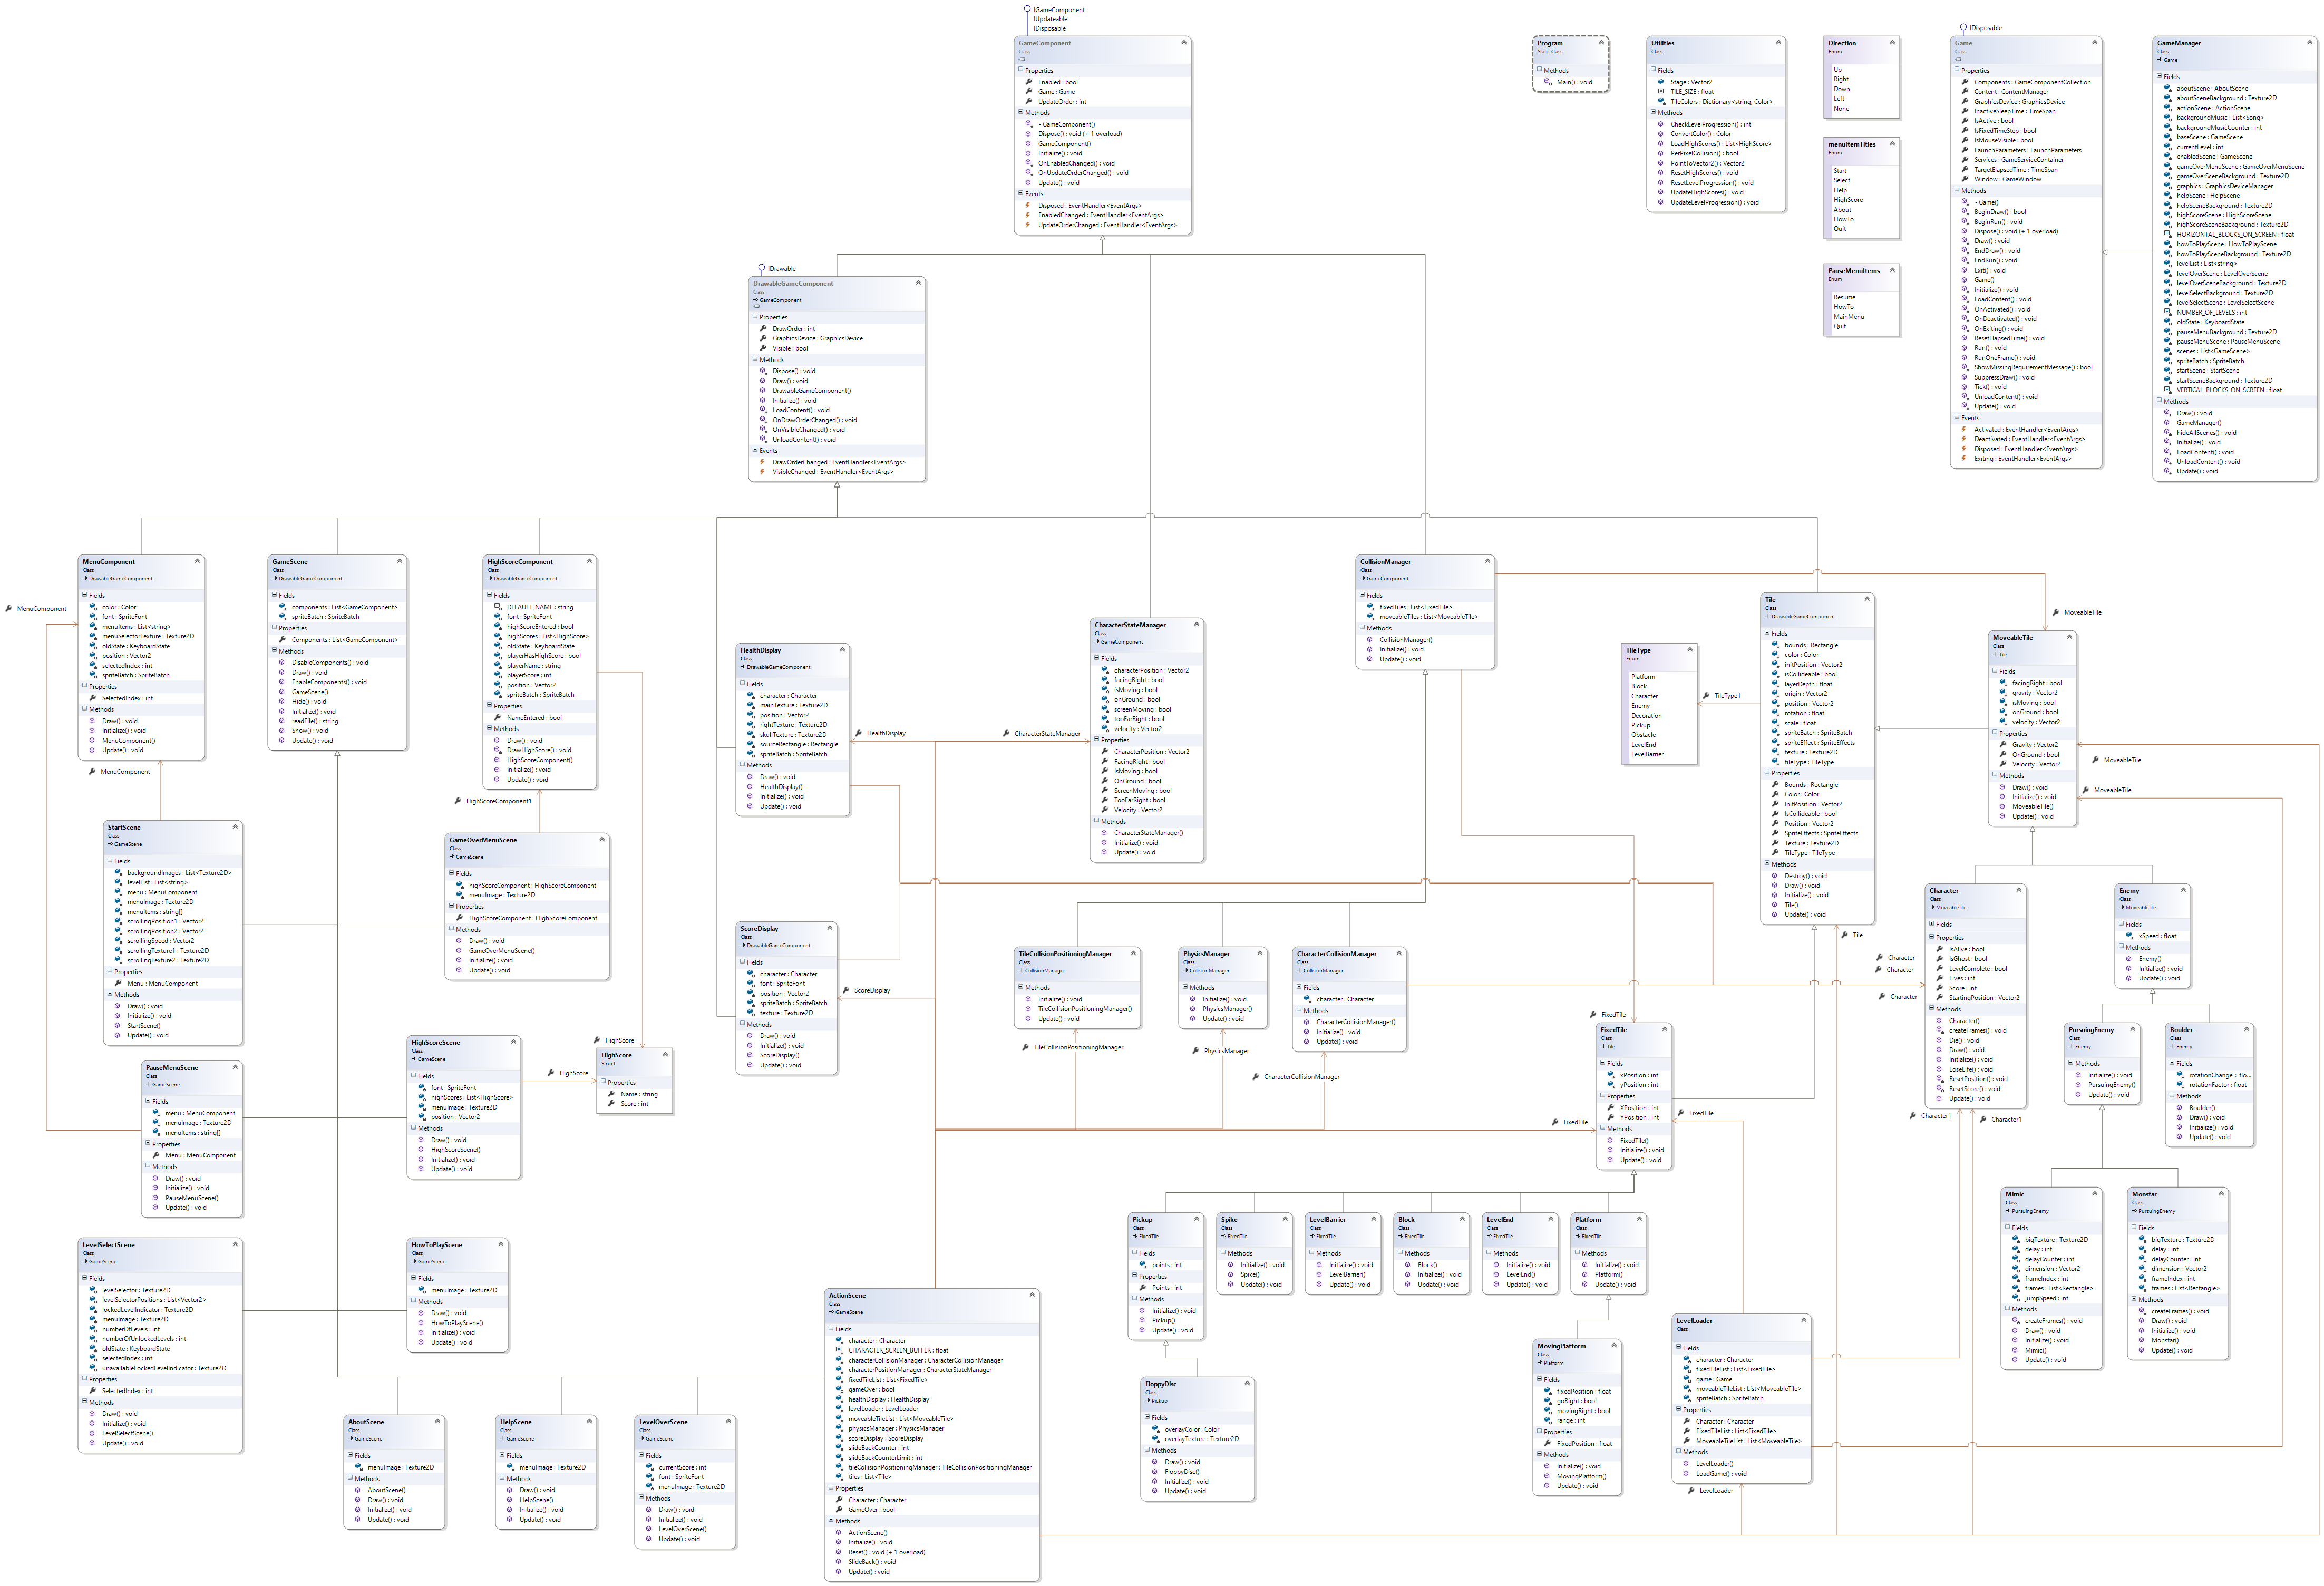 IGameComponent
IUpdateable
IDisposable
GameComponent
Class
Properties
Enabled : bool
Game : Game
UpdateOrder : int
Methods
~GameComponent()
Dispose() : void (+ 1 overload)
GameComponent()
Initialize() : void
OnEnabledChanged() : void
OnUpdateOrderChanged() : void
Update() : void
Events
Disposed : EventHandler<EventArgs>
EnabledChanged : EventHandler<EventArgs>
UpdateOrderChanged : EventHandler<EventArgs>
Program
Static Class
Methods
Main() : void
Utilities
Class
Fields
Stage : Vector2
TILE_SIZE : float
TileColors : Dictionary<string, Color>
Methods
CheckLevelProgression() : int
ConvertColor() : Color
LoadHighScores() : List<HighScore>
PerPixelCollision() : bool
PointToVector2() : Vector2
ResetHighScores() : void
ResetLevelProgression() : void
UpdateHighScores() : void
UpdateLevelProgression() : void
Direction
Enum
Up
Right
Down
Left
None
menuItemTitles
Enum
Start
Select
Help
HighScore
About
HowTo
Quit
PauseMenuItems
Enum
Resume
HowTo
MainMenu
Quit
IDisposable
Game
Class
Properties
Components : GameComponentCollection
Content : ContentManager
GraphicsDevice : GraphicsDevice
InactiveSleepTime : TimeSpan
IsActive : bool
IsFixedTimeStep : bool
IsMouseVisible : bool
LaunchParameters : LaunchParameters
Services : GameServiceContainer
TargetElapsedTime : TimeSpan
Window : GameWindow
Methods
~Game()
BeginDraw() : bool
BeginRun() : void
Dispose() : void (+ 1 overload)
Draw() : void
EndDraw() : void
EndRun() : void
Exit() : void
Game()
Initialize() : void
LoadContent() : void
OnActivated() : void
OnDeactivated() : void
OnExiting() : void
ResetElapsedTime() : void
Run() : void
RunOneFrame() : void
ShowMissingRequirementMessage() : bool
SuppressDraw() : void
Tick() : void
UnloadContent() : void
Update() : void
Events
Activated : EventHandler<EventArgs>
Deactivated : EventHandler<EventArgs>
Disposed : EventHandler<EventArgs>
Exiting : EventHandler<EventArgs>
GameManager
Class
Game
Fields
aboutScene : AboutScene
aboutSceneBackground : Texture2D
actionScene : ActionScene
backgroundMusic : List<Song>
backgroundMusicCounter : int
baseScene : GameScene
currentLevel : int
enabledScene : GameScene
gameOverMenuScene : GameOverMenuScene
gameOverSceneBackground : Texture2D
graphics : GraphicsDeviceManager
helpScene : HelpScene
helpSceneBackground : Texture2D
highScoreScene : HighScoreScene
highScoreSceneBackground : Texture2D
HORIZONTAL_BLOCKS_ON_SCREEN : float
howToPlayScene : HowToPlayScene
howToPlaySceneBackground : Texture2D
levelList : List<string>
levelOverScene : LevelOverScene
levelOverSceneBackground : Texture2D
levelSelectBackground : Texture2D
levelSelectScene : LevelSelectScene
NUMBER_OF_LEVELS : int
oldState : KeyboardState
pauseMenuBackground : Texture2D
pauseMenuScene : PauseMenuScene
scenes : List<GameScene>
spriteBatch : SpriteBatch
startScene : StartScene
startSceneBackground : Texture2D
VERTICAL_BLOCKS_ON_SCREEN : float
Methods
Draw() : void
GameManager()
hideAllScenes() : void
Initialize() : void
LoadContent() : void
UnloadContent() : void
Update() : void
IDrawable
DrawableGameComponent
Class
GameComponent
Properties
DrawOrder : int
GraphicsDevice : GraphicsDevice
Visible : bool
Methods
Dispose() : void
Draw() : void
DrawableGameComponent()
Initialize() : void
LoadContent() : void
OnDrawOrderChanged() : void
OnVisibleChanged() : void
UnloadContent() : void
Events
DrawOrderChanged : EventHandler<EventArgs>
VisibleChanged : EventHandler<EventArgs>
MenuComponent
MenuComponent
Class
DrawableGameComponent
Fields
color : Color
font : SpriteFont
menuItems : List<string>
menuSelectorTexture : Texture2D
oldState : KeyboardState
position : Vector2
selectedIndex : int
spriteBatch : SpriteBatch
Properties
SelectedIndex : int
Methods
Draw() : void
Initialize() : void
MenuComponent()
Update() : void
MenuComponent
GameScene
Class
DrawableGameComponent
Fields
components : List<GameComponent>
spriteBatch : SpriteBatch
Properties
Components : List<GameComponent>
Methods
DisableComponents() : void
Draw() : void
EnableComponents() : void
GameScene()
Hide() : void
Initialize() : void
readFile() : string
Show() : void
Update() : void
HighScoreComponent
Class
DrawableGameComponent
Fields
DEFAULT_NAME : string
font : SpriteFont
highScoreEntered : bool
highScores : List<HighScore>
oldState : KeyboardState
playerHasHighScore : bool
playerName : string
playerScore : int
position : Vector2
spriteBatch : SpriteBatch
Properties
NameEntered : bool
Methods
Draw() : void
DrawHighScore() : void
HighScoreComponent()
Initialize() : void
Update() : void
HighScoreComponent1
HealthDisplay
Class
DrawableGameComponent
Fields
character : Character
mainTexture : Texture2D
position : Vector2
rightTexture : Texture2D
skullTexture : Texture2D
sourceRectangle : Rectangle
spriteBatch : SpriteBatch
Methods
Draw() : void
HealthDisplay()
Initialize() : void
Update() : void
HealthDisplay
CharacterStateManager
CharacterStateManager
Class
GameComponent
Fields
characterPosition : Vector2
facingRight : bool
isMoving : bool
onGround : bool
screenMoving : bool
tooFarRight : bool
velocity : Vector2
Properties
CharacterPosition : Vector2
FacingRight : bool
IsMoving : bool
OnGround : bool
ScreenMoving : bool
TooFarRight : bool
Velocity : Vector2
Methods
CharacterStateManager()
Initialize() : void
Update() : void
CollisionManager
Class
GameComponent
Fields
fixedTiles : List<FixedTile>
moveableTiles : List<MoveableTile>
Methods
CollisionManager()
Initialize() : void
Update() : void
TileType
Enum
Platform
Block
Character
Enemy
Decoration
Pickup
Obstacle
LevelEnd
LevelBarrier
TileType1
Tile
Class
DrawableGameComponent
Fields
bounds : Rectangle
color : Color
initPosition : Vector2
isCollideable : bool
layerDepth : float
origin : Vector2
position : Vector2
rotation : float
scale : float
spriteBatch : SpriteBatch
spriteEffect : SpriteEffects
texture : Texture2D
tileType : TileType
Properties
Bounds : Rectangle
Color : Color
InitPosition : Vector2
IsCollideable : bool
Position : Vector2
SpriteEffects : SpriteEffects
Texture : Texture2D
TileType : TileType
Methods
Destroy() : void
Draw() : void
Initialize() : void
Tile()
Update() : void
Tile
MoveableTile
MoveableTile
Class
Tile
Fields
facingRight : bool
gravity : Vector2
isMoving : bool
onGround : bool
velocity : Vector2
Properties
Gravity : Vector2
OnGround : bool
Velocity : Vector2
Methods
Draw() : void
Initialize() : void
MoveableTile()
Update() : void
MoveableTile
MoveableTile
StartScene
Class
GameScene
Fields
backgroundImages : List<Texture2D>
levelList : List<string>
menu : MenuComponent
menuImage : Texture2D
menuItems : string[]
scrollingPosition1 : Vector2
scrollingPosition2 : Vector2
scrollingSpeed : Vector2
scrollingTexture1 : Texture2D
scrollingTexture2 : Texture2D
Properties
Menu : MenuComponent
Methods
Draw() : void
Initialize() : void
StartScene()
Update() : void
GameOverMenuScene
Class
GameScene
Fields
highScoreComponent : HighScoreComponent
menuImage : Texture2D
Properties
HighScoreComponent : HighScoreComponent
Methods
Draw() : void
GameOverMenuScene()
Initialize() : void
Update() : void
ScoreDisplay
Class
DrawableGameComponent
Fields
character : Character
font : SpriteFont
position : Vector2
spriteBatch : SpriteBatch
texture : Texture2D
Methods
Draw() : void
Initialize() : void
ScoreDisplay()
Update() : void
ScoreDisplay
TileCollisionPositioningManager
Class
CollisionManager
Methods
Initialize() : void
TileCollisionPositioningManager()
Update() : void
TileCollisionPositioningManager
PhysicsManager
Class
CollisionManager
Methods
Initialize() : void
PhysicsManager()
Update() : void
PhysicsManager
CharacterCollisionManager
Class
CollisionManager
Fields
character : Character
Methods
CharacterCollisionManager()
Initialize() : void
Update() : void
CharacterCollisionManager
Character
Character
Character
Character
Class
MoveableTile
Fields
Properties
IsAlive : bool
IsGhost : bool
LevelComplete : bool
Lives : int
Score : int
StartingPosition : Vector2
Methods
Character()
createFrames() : void
Die() : void
Draw() : void
Initialize() : void
LoseLife() : void
ResetPosition() : void
ResetScore() : void
Update() : void
Character1
Character1
Enemy
Class
MoveableTile
Fields
xSpeed : float
Methods
Enemy()
Initialize() : void
Update() : void
PursuingEnemy
Class
Enemy
Methods
Initialize() : void
PursuingEnemy()
Update() : void
Boulder
Class
Enemy
Fields
rotationChange : flo...
rotationFactor : float
Methods
Boulder()
Draw() : void
Initialize() : void
Update() : void
FixedTile
FixedTile
Class
Tile
Fields
xPosition : int
yPosition : int
Properties
XPosition : int
YPosition : int
Methods
FixedTile()
Initialize() : void
Update() : void
FixedTile
FixedTile
HighScoreScene
Class
GameScene
Fields
font : SpriteFont
highScores : List<HighScore>
menuImage : Texture2D
position : Vector2
Methods
Draw() : void
HighScoreScene()
Initialize() : void
Update() : void
HighScore
HighScore
HighScore
Struct
Properties
Name : string
Score : int
PauseMenuScene
Class
GameScene
Fields
menu : MenuComponent
menuImage : Texture2D
menuItems : string[]
Properties
Menu : MenuComponent
Methods
Draw() : void
Initialize() : void
PauseMenuScene()
Update() : void
LevelSelectScene
Class
GameScene
Fields
levelSelector : Texture2D
levelSelectorPositions : List<Vector2>
lockedLevelIndicator : Texture2D
menuImage : Texture2D
numberOfLevels : int
numberOfUnlockedLevels : int
oldState : KeyboardState
selectedIndex : int
unavailableLockedLevelIndicator : Texture2D
Properties
SelectedIndex : int
Methods
Draw() : void
Initialize() : void
LevelSelectScene()
Update() : void
HowToPlayScene
Class
GameScene
Fields
menuImage : Texture2D
Methods
Draw() : void
HowToPlayScene()
Initialize() : void
Update() : void
AboutScene
Class
GameScene
Fields
menuImage : Texture2D
Methods
AboutScene()
Draw() : void
Initialize() : void
Update() : void
HelpScene
Class
GameScene
Fields
menuImage : Texture2D
Methods
Draw() : void
HelpScene()
Initialize() : void
Update() : void
LevelOverScene
Class
GameScene
Fields
currentScore : int
font : SpriteFont
menuImage : Texture2D
Methods
Draw() : void
Initialize() : void
LevelOverScene()
Update() : void
ActionScene
Class
GameScene
Fields
character : Character
CHARACTER_SCREEN_BUFFER : float
characterCollisionManager : CharacterCollisionManager
characterPositionManager : CharacterStateManager
fixedTileList : List<FixedTile>
gameOver : bool
healthDisplay : HealthDisplay
levelLoader : LevelLoader
moveableTileList : List<MoveableTile>
physicsManager : PhysicsManager
scoreDisplay : ScoreDisplay
slideBackCounter : int
slideBackCounterLimit : int
tileCollisionPositioningManager : TileCollisionPositioningManager
tiles : List<Tile>
Properties
Character : Character
GameOver : bool
Methods
ActionScene()
Initialize() : void
Reset() : void (+ 1 overload)
SlideBack() : void
Update() : void
Pickup
Class
FixedTile
Fields
points : int
Properties
Points : int
Methods
Initialize() : void
Pickup()
Update() : void
Spike
Class
FixedTile
Methods
Initialize() : void
Spike()
Update() : void
LevelBarrier
Class
FixedTile
Methods
Initialize() : void
LevelBarrier()
Update() : void
Block
Class
FixedTile
Methods
Block()
Initialize() : void
Update() : void
LevelEnd
Class
FixedTile
Methods
Initialize() : void
LevelEnd()
Update() : void
Platform
Class
FixedTile
Methods
Initialize() : void
Platform()
Update() : void
FloppyDisc
Class
Pickup
Fields
overlayColor : Color
overlayTexture : Texture2D
Methods
Draw() : void
FloppyDisc()
Initialize() : void
Update() : void
MovingPlatform
Class
Platform
Fields
fixedPosition : float
goRight : bool
movingRight : bool
range : int
Properties
FixedPosition : float
Methods
Initialize() : void
MovingPlatform()
Update() : void
LevelLoader
Class
Fields
character : Character
fixedTileList : List<FixedTile>
game : Game
moveableTileList : List<MoveableTile>
spriteBatch : SpriteBatch
Properties
Character : Character
FixedTileList : List<FixedTile>
MoveableTileList : List<MoveableTile>
Methods
LevelLoader()
LoadGame() : void
LevelLoader
Mimic
Class
PursuingEnemy
Fields
bigTexture : Texture2D
delay : int
delayCounter : int
dimension : Vector2
frameIndex : int
frames : List<Rectangle>
jumpSpeed : int
Methods
createFrames() : void
Draw() : void
Initialize() : void
Mimic()
Update() : void
Monstar
Class
PursuingEnemy
Fields
bigTexture : Texture2D
delay : int
delayCounter : int
dimension : Vector2
frameIndex : int
frames : List<Rectangle>
Methods
createFrames() : void
Draw() : void
Initialize() : void
Monstar()
Update() : void